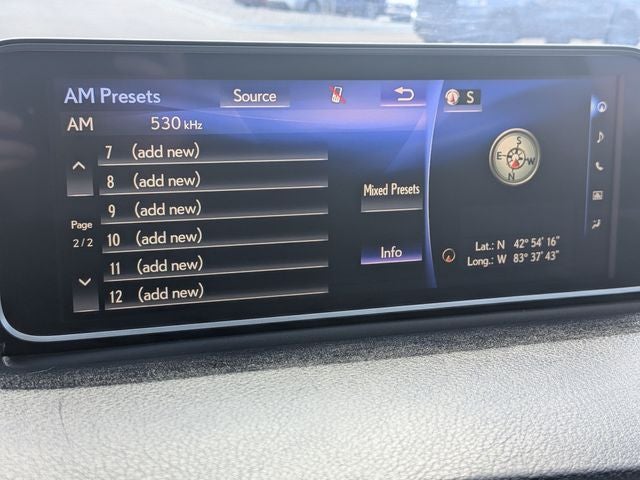 AM Presets Source S
AM 530 kHz
7 (add new)
8 (add new)
9 (add new)
10 (add new)
11 (add new)
12 (add new)
Page
2/2
Mixed Presets
Info
S
E W
N
Lat.: N 42° 54' 16"
Long.: W 83° 37' 43"